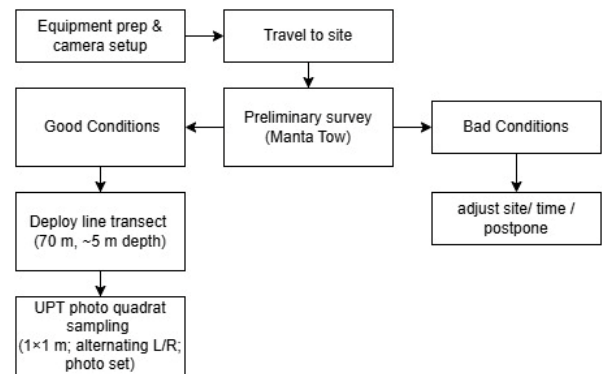 Equipment prep &
camera setup
Travel to site
Good Conditions
Preliminary survey
(Manta Tow)
Bad Conditions
Deploy line transect
(70 m, ~5 m depth)
adjust site/ time /
postpone
UPT photo quadrat
sampling
(1×1 m; alternating L/R;
photo set)